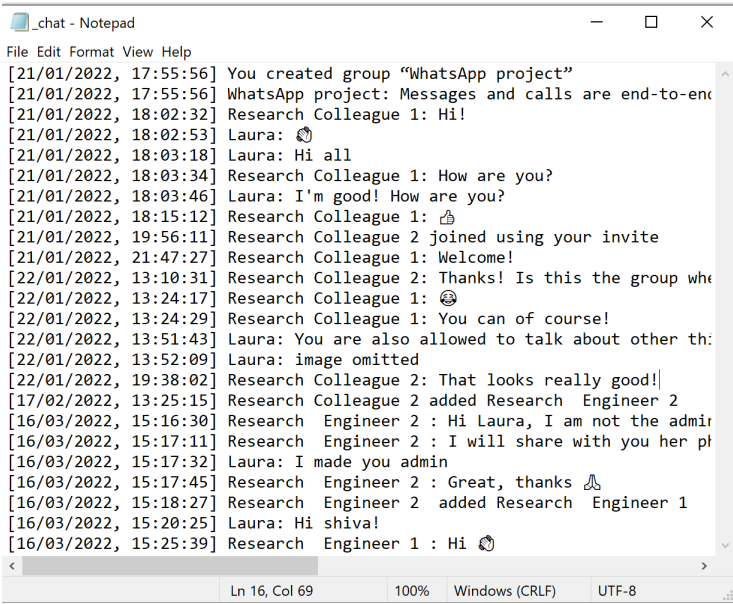 _chat - Notepad
File Edit Format View Help
[21/01/2022, 17:55:56] You created group “WhatsApp project”
[21/01/2022, 17:55:56] WhatsApp project: Messages and calls are end-to-end
[21/01/2022, 18:02:32] Research Colleague 1: Hi!
[21/01/2022, 18:02:53] Laura: 👋
[21/01/2022, 18:03:18] Laura: Hi all
[21/01/2022, 18:03:34] Research Colleague 1: How are you?
[21/01/2022, 18:03:46] Laura: I'm good! How are you?
[21/01/2022, 18:15:12] Research Colleague 1: 👍
[21/01/2022, 19:56:11] Research Colleague 2 joined using your invite
[21/01/2022, 21:47:27] Research Colleague 1: Welcome!
[22/01/2022, 13:10:31] Research Colleague 2: Thanks! Is this the group
[22/01/2022, 13:24:17] Research Colleague 1: 😂
[22/01/2022, 13:24:29] Research Colleague 1: You can of course!
[22/01/2022, 13:51:43] Laura: You are also allowed to talk about other
[22/01/2022, 13:52:09] Laura: image omitted
[22/01/2022, 19:38:02] Research Colleague 2: That looks really good!
[17/02/2022, 13:25:15] Research Colleague 2 added Research  Engineer 2
[16/03/2022, 15:16:30] Research  Engineer 2 : Hi Laura, I am not the
[16/03/2022, 15:17:11] Research  Engineer 2 : I will share with you her
[16/03/2022, 15:17:32] Laura: I made you admin
[16/03/2022, 15:17:45] Research  Engineer 2 : Great, thanks 🙏
[16/03/2022, 15:18:27] Research  Engineer 2  added Research  Engineer 1
[16/03/2022, 15:20:25] Laura: Hi shiva!
[16/03/2022, 15:25:39] Research  Engineer 1 : Hi 👋
Ln 16, Col 69 100% Windows (CRLF) UTF-8